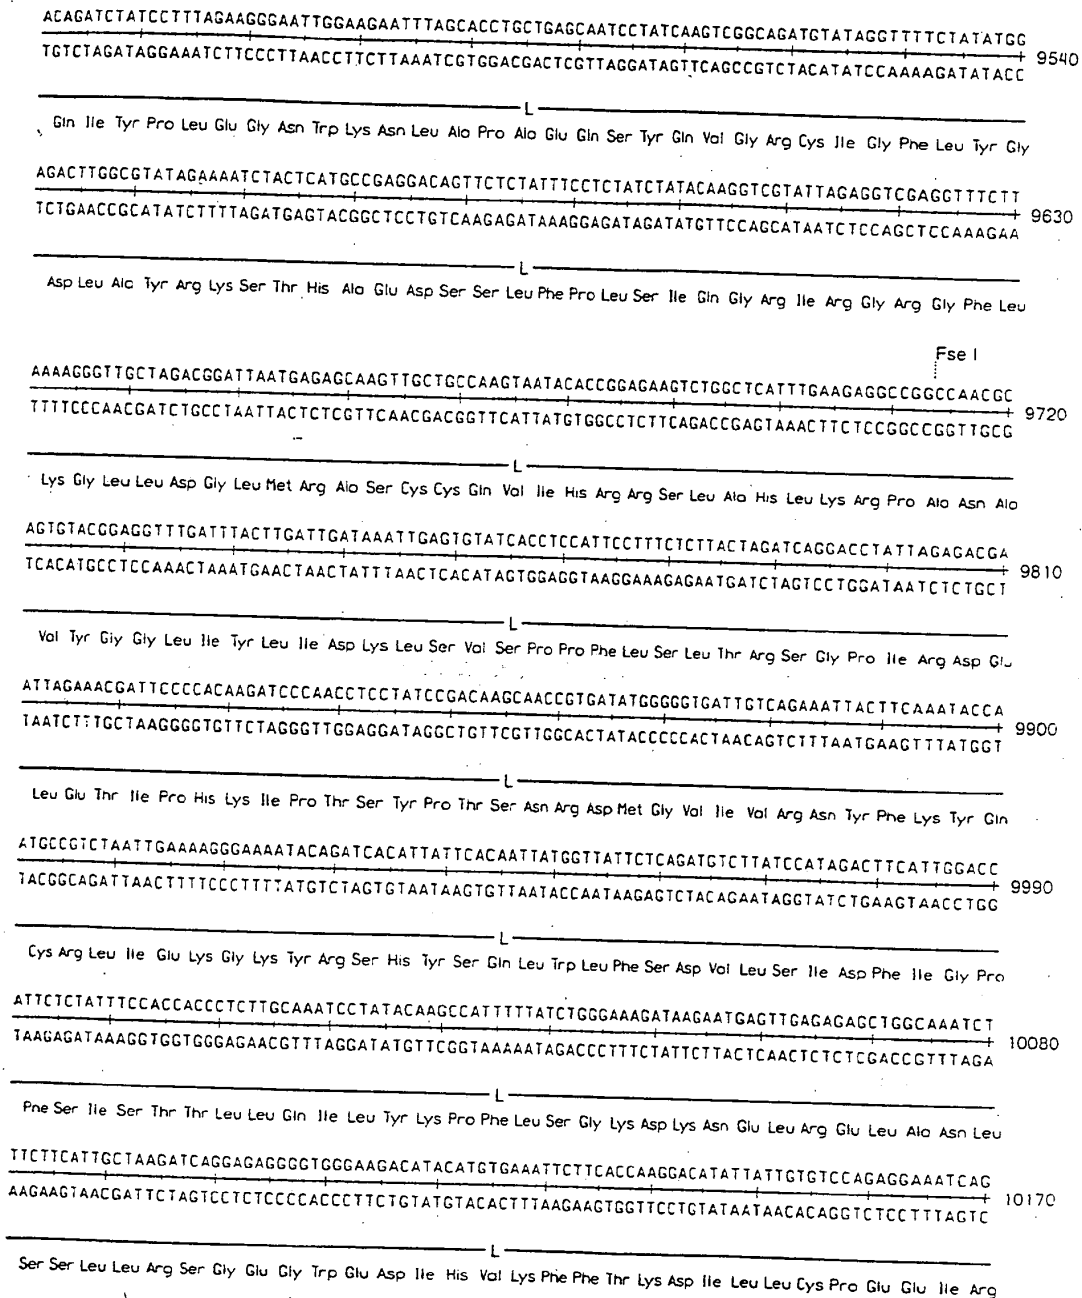 ACAGATCTATCCTTTAGAAGGGAATTGGAAGAATTTAGCACCTGCTGAGCAATCCTATCAAGTCGGCAGATGTATAGGTTTTCTATATGG
9540
TGTCTAGATAGGAAATCTTCCCTTAACCTTCTTAAATCGTGGACGACTCGTTAGGATAGTTCAGCCGTCTACATATCCAAAAGATATACC
L
Gln Ile Tyr Pro Leu Glu Gly Asn Trp Lys Asn Leu Ala Pro Ala Glu Gln Ser Tyr Gln Val Gly Arg Cys Ile Gly Phe Leu Tyr Gly
AGACTTGGCGTATAGAAAATCTACTCATGCCGAGGACAGTTCTCTATTTCCTCTATCTATACAAGGTCGTATTAGAGGTCGAGGTTTCTT
9630
TCTGAACCGCATATCTTTTAGATGAGTACGGCTCCTGTCAAGAGATAAAGGAGATAGATATGTTCCAGCATAATCTCCAGCTCCAAAGAA
L
Asp Leu Ala Tyr Arg Lys Ser Thr His Ala Glu Asp Ser Ser Leu Phe Pro Leu Ser Ile Gln Gly Arg Ile Arg Gly Arg Gly Phe Leu
Fse I
AAAAGGGTTGCTAGACGGATTAATGAGAGCAAGTTGCTGCCAAGTAATACACCGGAGAAGTCTGGCTCATTTGAAGAGGCCGGCCAACGC
9720
TTTTCCCAACGATCTGCCTAATTACTCTCGTTCAACGACGGTTCATTATGTGGCCTCTTCAGACCGAGTAAACTTCTCCGGCCGGTTGCG
L
Lys Gly Leu Leu Asp Gly Leu Met Arg Ala Ser Cys Cys Gln Val Ile His Arg Arg Ser Leu Ala His Leu Lys Arg Pro Ala Asn Ala
AGTGTACGGAGGTTTGATTTACTTGATTGATAAATTGAGTGTATCACCTCCATTCCTTTCTCTTACTAGATCAGGACCTATTAGAGACGA
9810
TCACATGCCTCCAAACTAAATGAACTAACTATTTAACTCACATAGTGGAGGTAAGGAAAGAGAATGATCTAGTCCTGGATAATCTCTGCT
L
Val Tyr Gly Gly Leu Ile Tyr Leu Ile Asp Lys Leu Ser Val Ser Pro Pro Phe Leu Ser Leu Thr Arg Ser Gly Pro Ile Arg Asp Glu
ATTAGAAACGATTCCCCACAAGATCCCAACCTCCTATCCGACAAGCAACCGTGATATGGGGGTGATTGTCAGAAATTACTTCAAATACCA
9900
TAATCTTTGCTAAGGGGTGTTCTAGGGTTGGAGGATAGGCTGTTCGTTGGCACTATACCCCCACTAACAGTCTTTAATGAAGTTTATGGT
L
Leu Glu Thr Ile Pro His Lys Ile Pro Thr Ser Tyr Pro Thr Ser Asn Arg Asp Met Gly Val Ile Val Arg Asn Tyr Phe Lys Tyr Gln
ATGCCGTCTAATTGAAAAGGGAAAATACAGATCACATTATTCACAATTATGGTTATTCTCAGATGTCTTATCCATAGACTTCATTGGACC
9990
TACGGCAGATTAACTTTTCCCTTTTATGTCTAGTGTAATAAGTGTTAATACCAATAAGAGTCTACAGAATAGGTATCTGAAGTAACCTGG
L
Cys Arg Leu Ile Glu Lys Gly Lys Tyr Arg Ser His Tyr Ser Gln Leu Trp Leu Phe Ser Asp Val Leu Ser Ile Asp Phe Ile Gly Pro
ATTCTCTATTTCCACCACCCTCTTGCAAATCCTATACAAGCCATTTTTATCTGGGAAAGATAAGAATGAGTTGAGAGAGCTGGCAAATCT
10080
TAAGAGATAAAGGTGGTGGGAGAACGTTTAGGATATGTTCGGTAAAAATAGACCCTTTCTATTCTTACTCAACTCTCTCGACCGTTTAGA
L
Phe Ser Ile Ser Thr Thr Leu Leu Gln Ile Leu Tyr Lys Pro Phe Leu Ser Gly Lys Asp Lys Asn Glu Leu Arg Glu Leu Ala Asn Leu
TTCTTCATTGCTAAGATCAGGAGAGGGGTGGGAAGACATACATGTGAAATTCTTCACCAAGGACATATTATTGTGTCCAGAGGAAATCAG
10170
AAGAAGTAACGATTCTAGTCCTCTCCCCACCCTTCTGTATGTACACTTTAAGAAGTGGTTCCTGTATAATAACACAGGTCTCCTTTAGTC
L
Ser Ser Leu Leu Arg Ser Gly Glu Gly Trp Glu Asp Ile His Val Lys Phe Phe Thr Lys Asp Ile Leu Leu Cys Pro Glu Glu Ile Arg